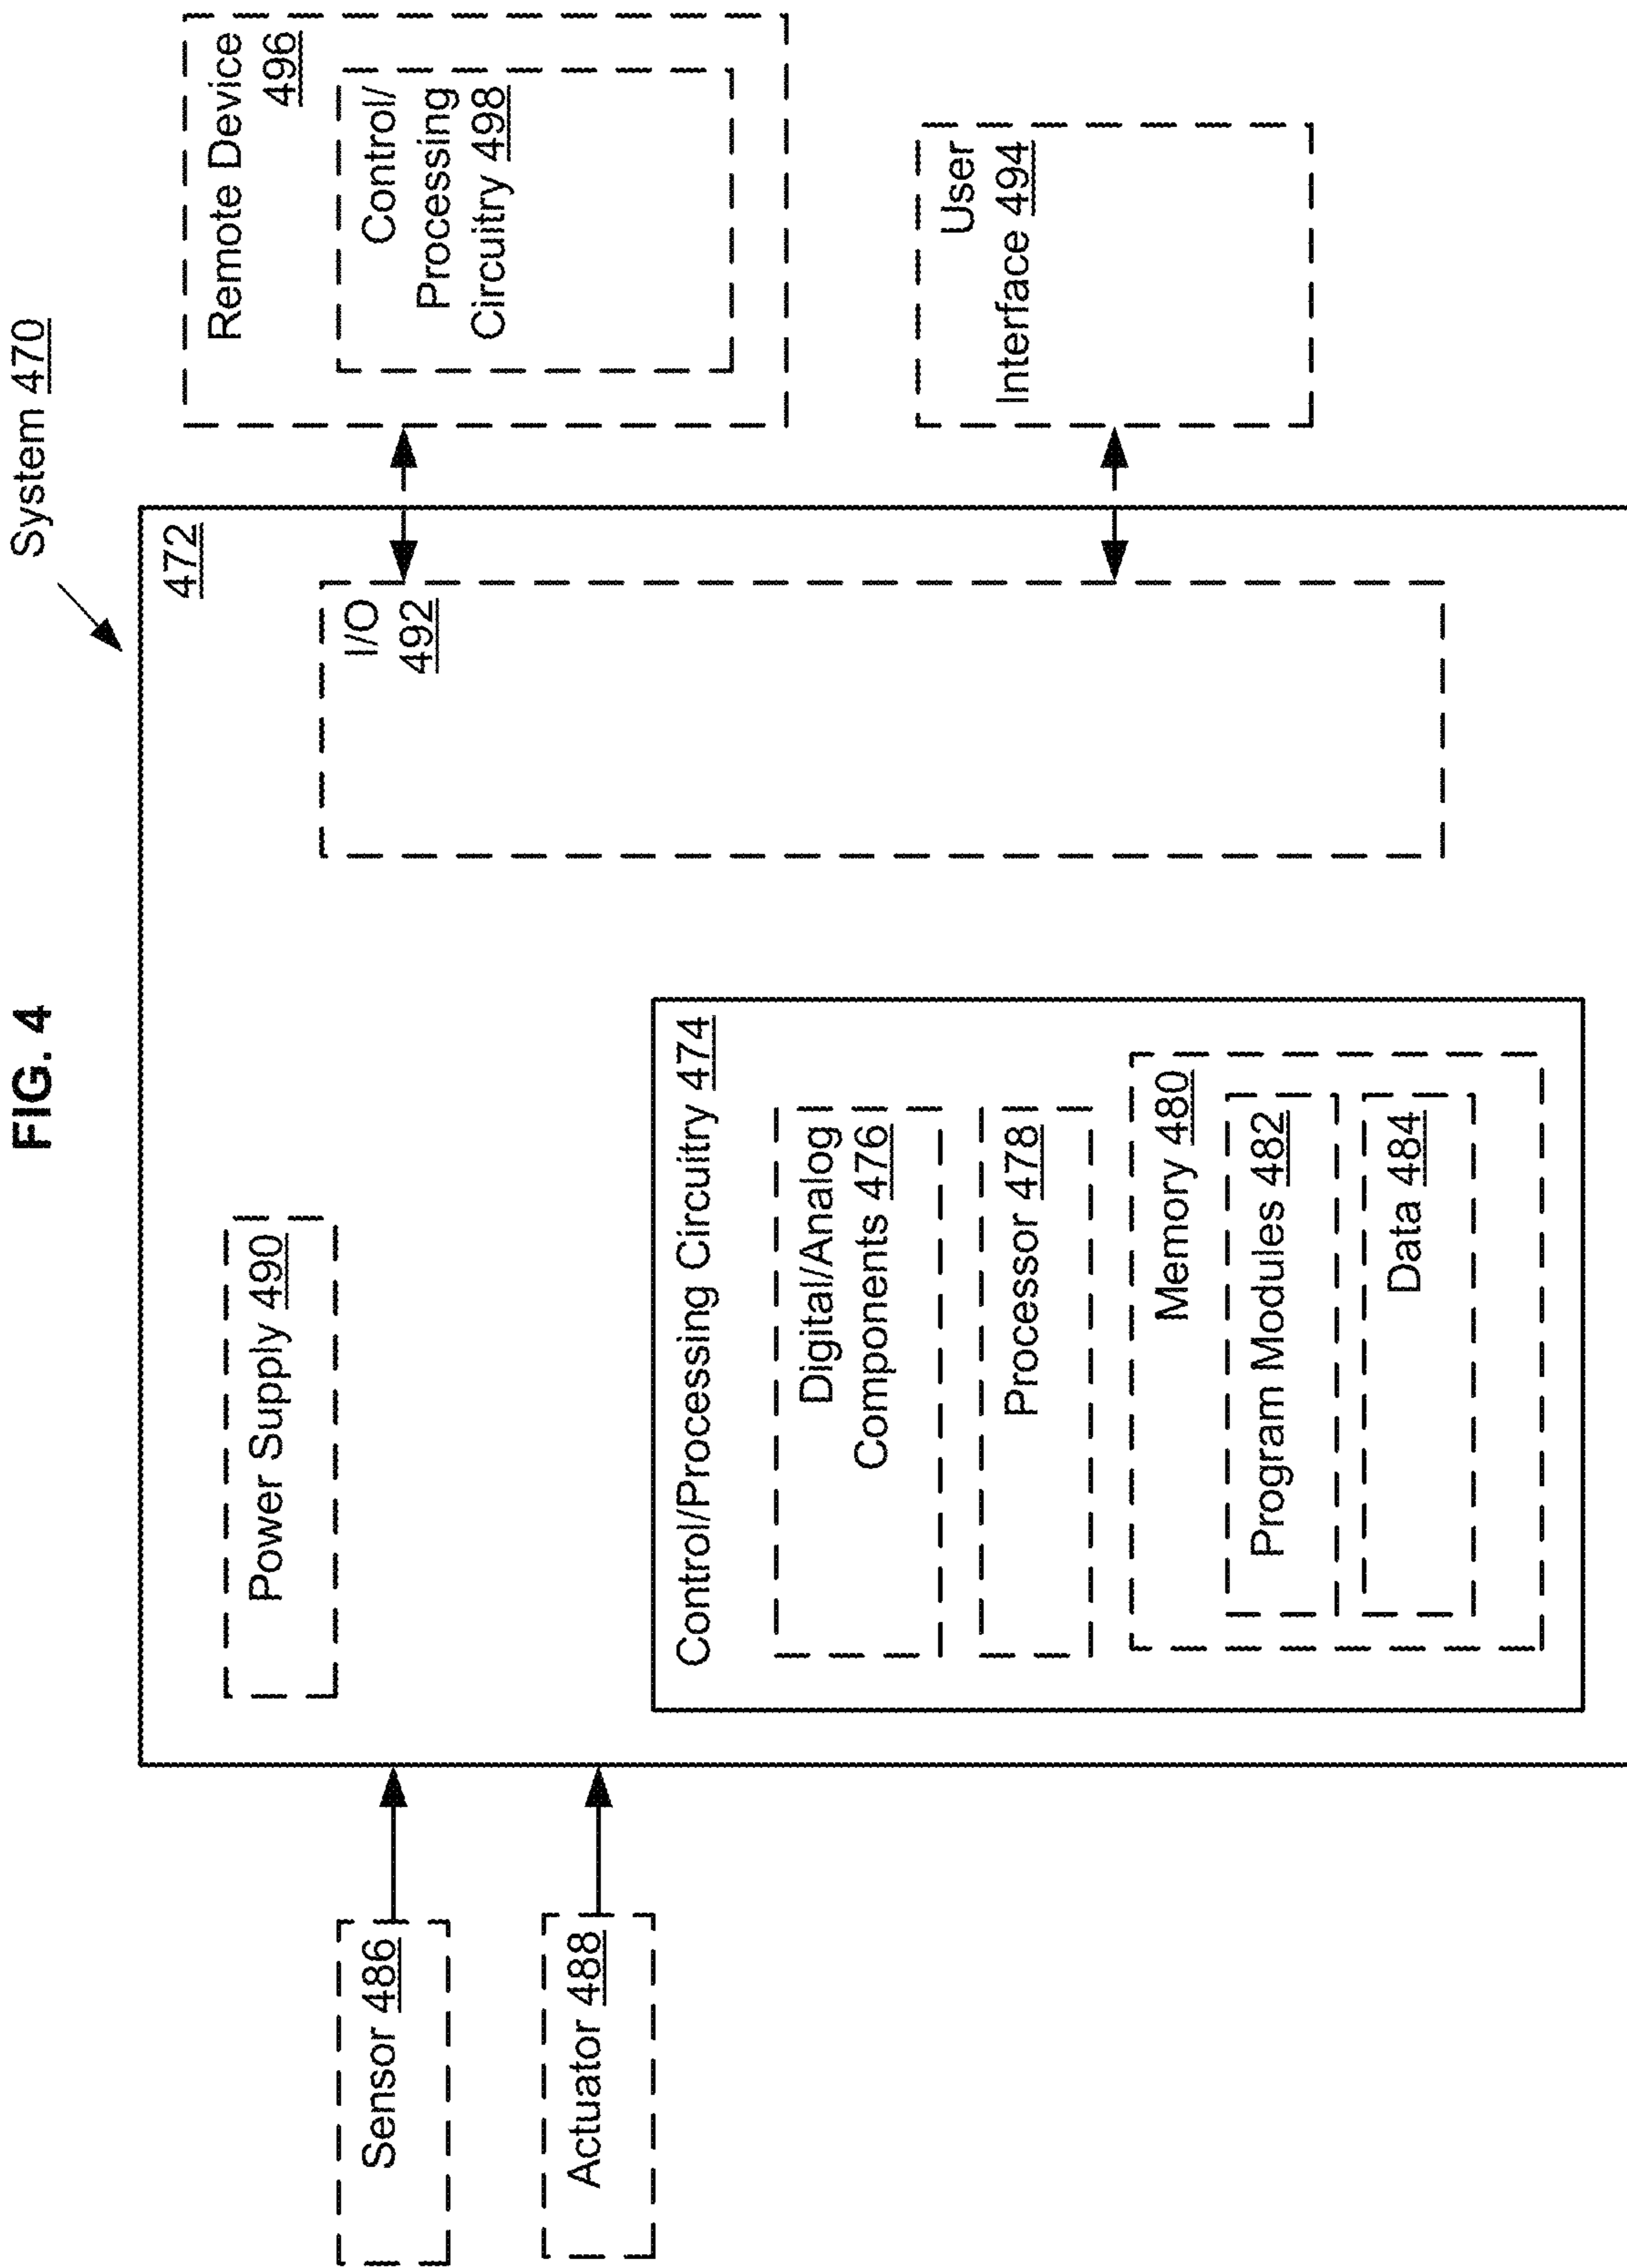 FIG. 4
System 470
472
Sensor 486
Actuator 488
Power Supply 490
Control/Processing Circuitry 474
Digital/Analog
Components 476
Processor 478
Memory 480
Program Modules 482
Data 484
I/O
492
Remote Device
496
Control/
Processing
Circuitry 498
User
Interface 494